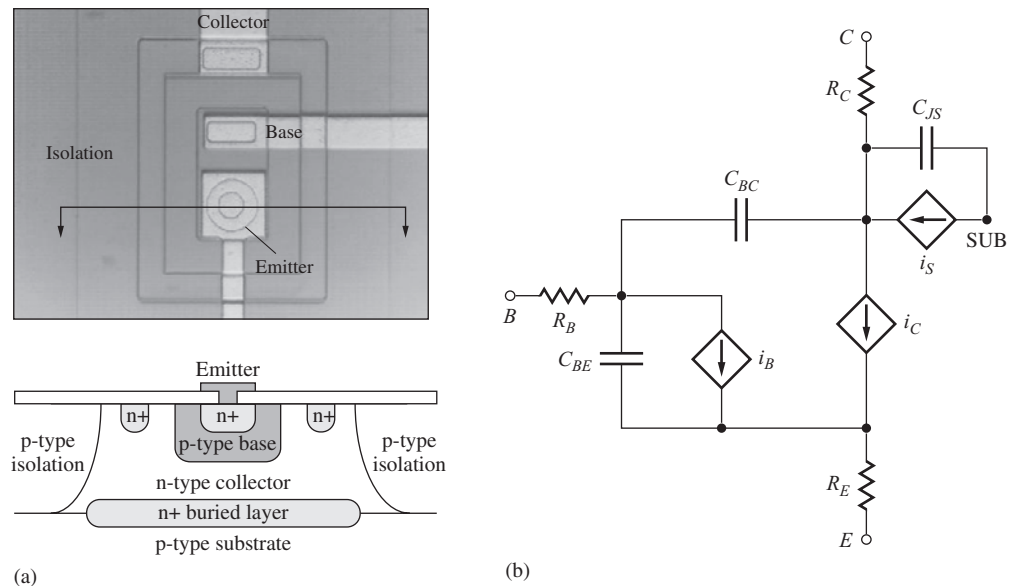 Collector
Base
Isolation
Emitter
Emitter
n+
n+
n+
p-type
isolation
p-type base
p-type
isolation
n-type collector
n+ buried layer
p-type substrate
(a)
C
R_C
C_JS
C_BC
SUB
i_S
B
R_B
C_BE
i_B
i_C
R_E
E
(b)